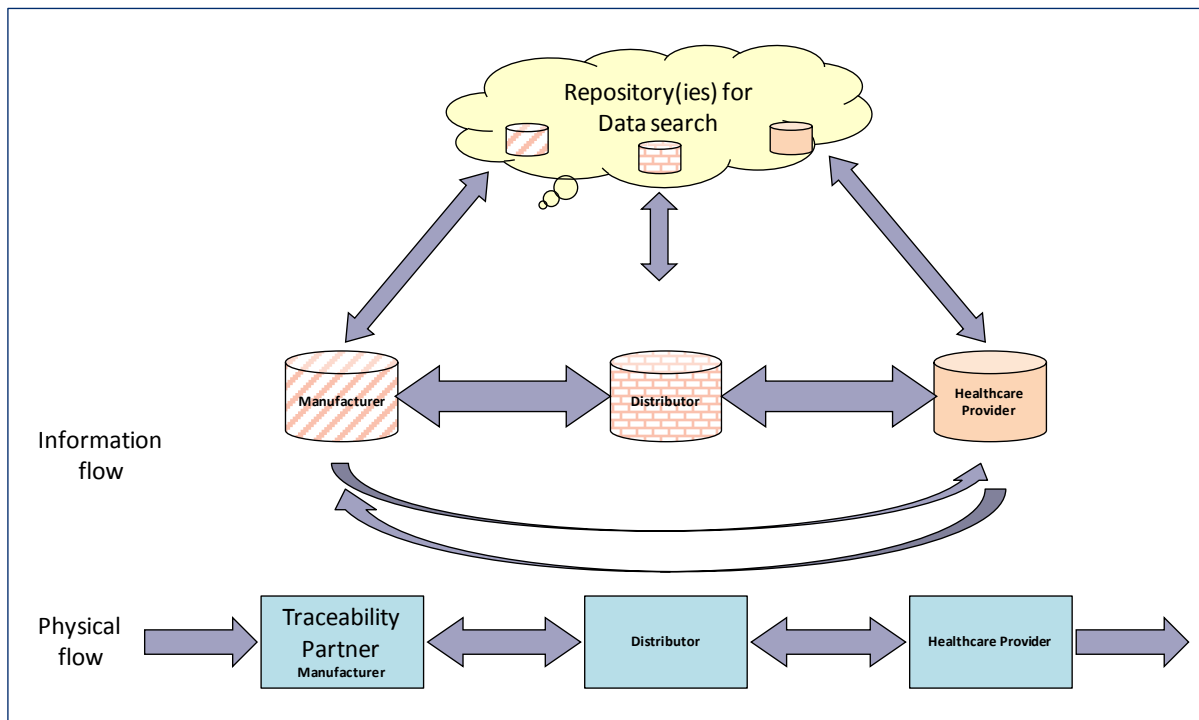 Repository(ies) for
Data search
Manufacturer
Distributor
Healthcare
Provider
Information
flow
Physical
flow
Traceability
Partner
Manufacturer
Distributor
Healthcare Provider